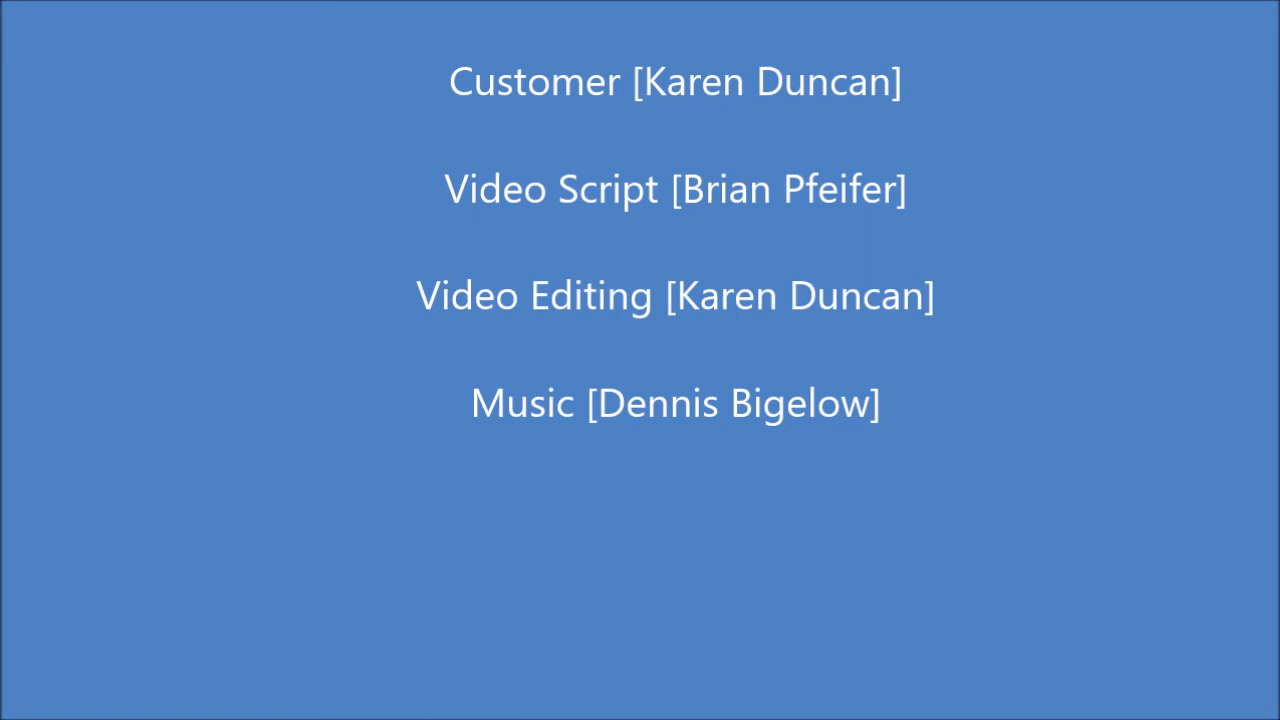 Customer [Karen Duncan]
Video Script [Brian Pfeifer]
Video Editing [Karen Duncan]
Music [Dennis Bigelow]